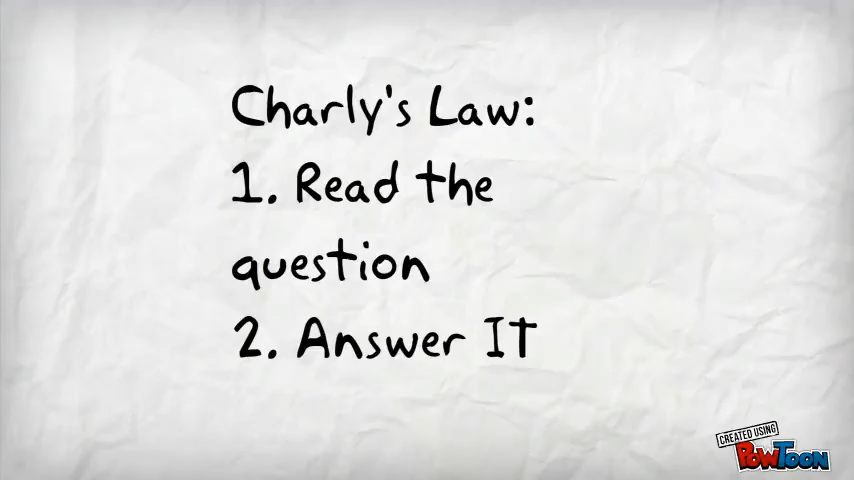 Charly's Law:
1. Read the
question
2. Answer It
CREATED USING
POWTOON